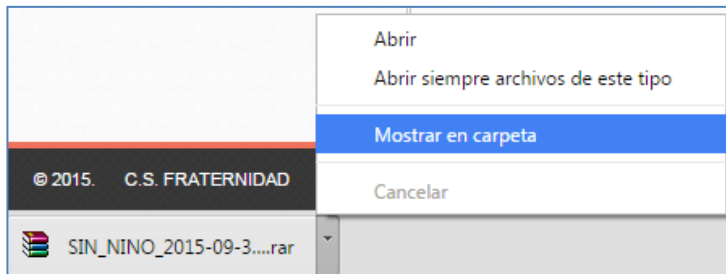 Abrir
Abrir siempre archivos de este tipo
Mostrar en carpeta
Cancelar
© 2015. C.S. FRATERNIDAD
SIN_NINO_2015-09-3....rar